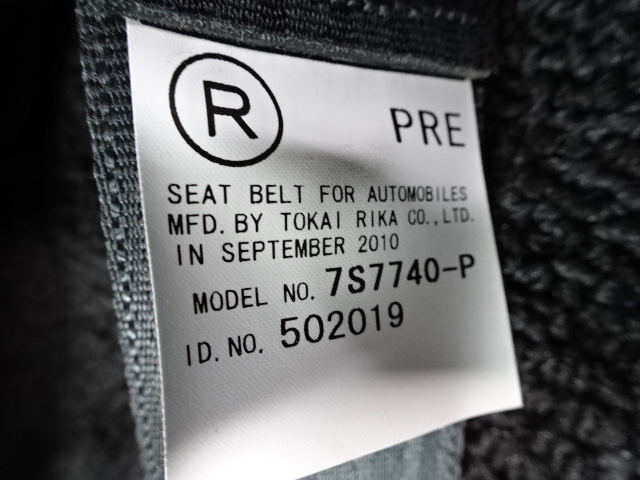 R PRE
SEAT BELT FOR AUTOMOBILES
MFD. BY TOKAI RIKA CO., LTD.
IN SEPTEMBER 2010
MODEL NO. 7S7740-P
ID. NO. 502019